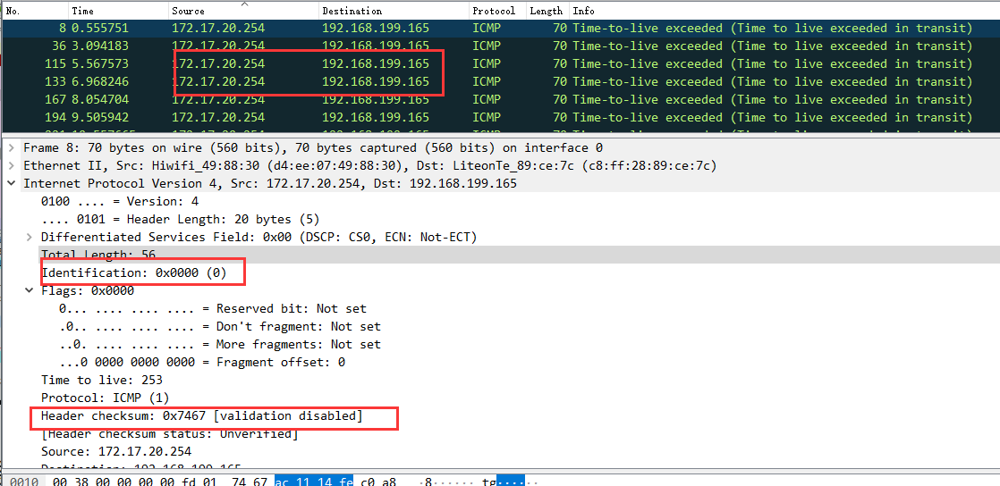 No. Time Source Destination Protocol Length Info
8 0.555751 172.17.20.254 192.168.199.165 ICMP 70 Time-to-live exceeded (Time to live exceeded in transit)
36 3.094183 172.17.20.254 192.168.199.165 ICMP 70 Time-to-live exceeded (Time to live exceeded in transit)
115 5.567573 172.17.20.254 192.168.199.165 ICMP 70 Time-to-live exceeded (Time to live exceeded in transit)
133 6.968246 172.17.20.254 192.168.199.165 ICMP 70 Time-to-live exceeded (Time to live exceeded in transit)
167 8.054704 172.17.20.254 192.168.199.165 ICMP 70 Time-to-live exceeded (Time to live exceeded in transit)
194 9.505942 172.17.20.254 192.168.199.165 ICMP 70 Time-to-live exceeded (Time to live exceeded in transit)
Frame 8: 70 bytes on wire (560 bits), 70 bytes captured (560 bits) on interface 0
Ethernet II, Src: Hiwifi_49:88:30 (d4:ee:07:49:88:30), Dst: LiteonTe_89:ce:7c (c8:ff:28:89:ce:7c)
Internet Protocol Version 4, Src: 172.17.20.254, Dst: 192.168.199.165
0100 .... = Version: 4
.... 0101 = Header Length: 20 bytes (5)
Differentiated Services Field: 0x00 (DSCP: CS0, ECN: Not-ECT)
Total Length: 56
Identification: 0x0000 (0)
Flags: 0x0000
0... .... .... .... = Reserved bit: Not set
.0.. .... .... .... = Don't fragment: Not set
..0. .... .... .... = More fragments: Not set
...0 0000 0000 0000 = Fragment offset: 0
Time to live: 253
Protocol: ICMP (1)
Header checksum: 0x7467 [validation disabled]
[Header checksum status: Unverified]
Source: 172.17.20.254
Destination: 192.168.199.165
0010 00 38 00 00 00 00 fd 01 74 67 ac 11 14 fe c0 a8 ·8······ tg······